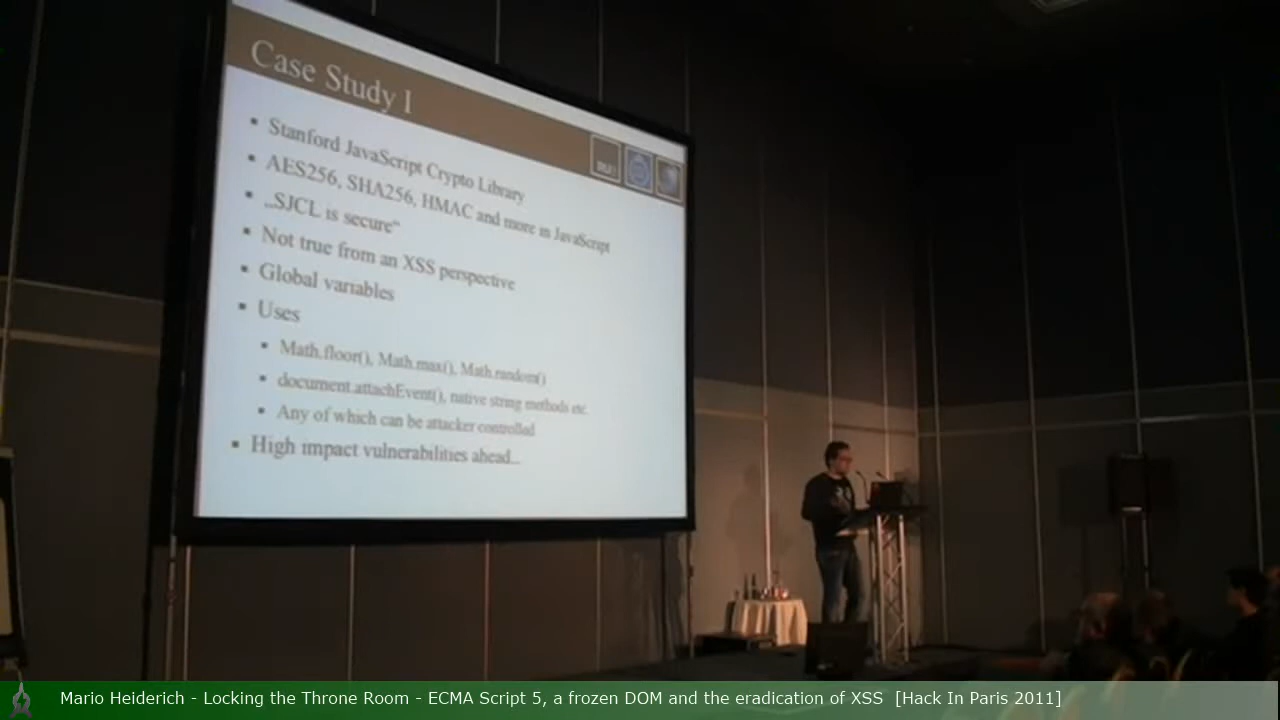 Case Study I
Stanford JavaScript Crypto Library
AES256, SHA256, HMAC and more in JavaScript
„SJCL is secure“
Not true from an XSS perspective
Global variables
Uses
Math.floor(), Math.max(), Math.random()
document.attachEvent(), native string methods etc.
Any of which can be attacker controlled
High impact vulnerabilities ahead...
Mario Heiderich - Locking the Throne Room - ECMA Script 5, a frozen DOM and the eradication of XSS [Hack In Paris 2011]